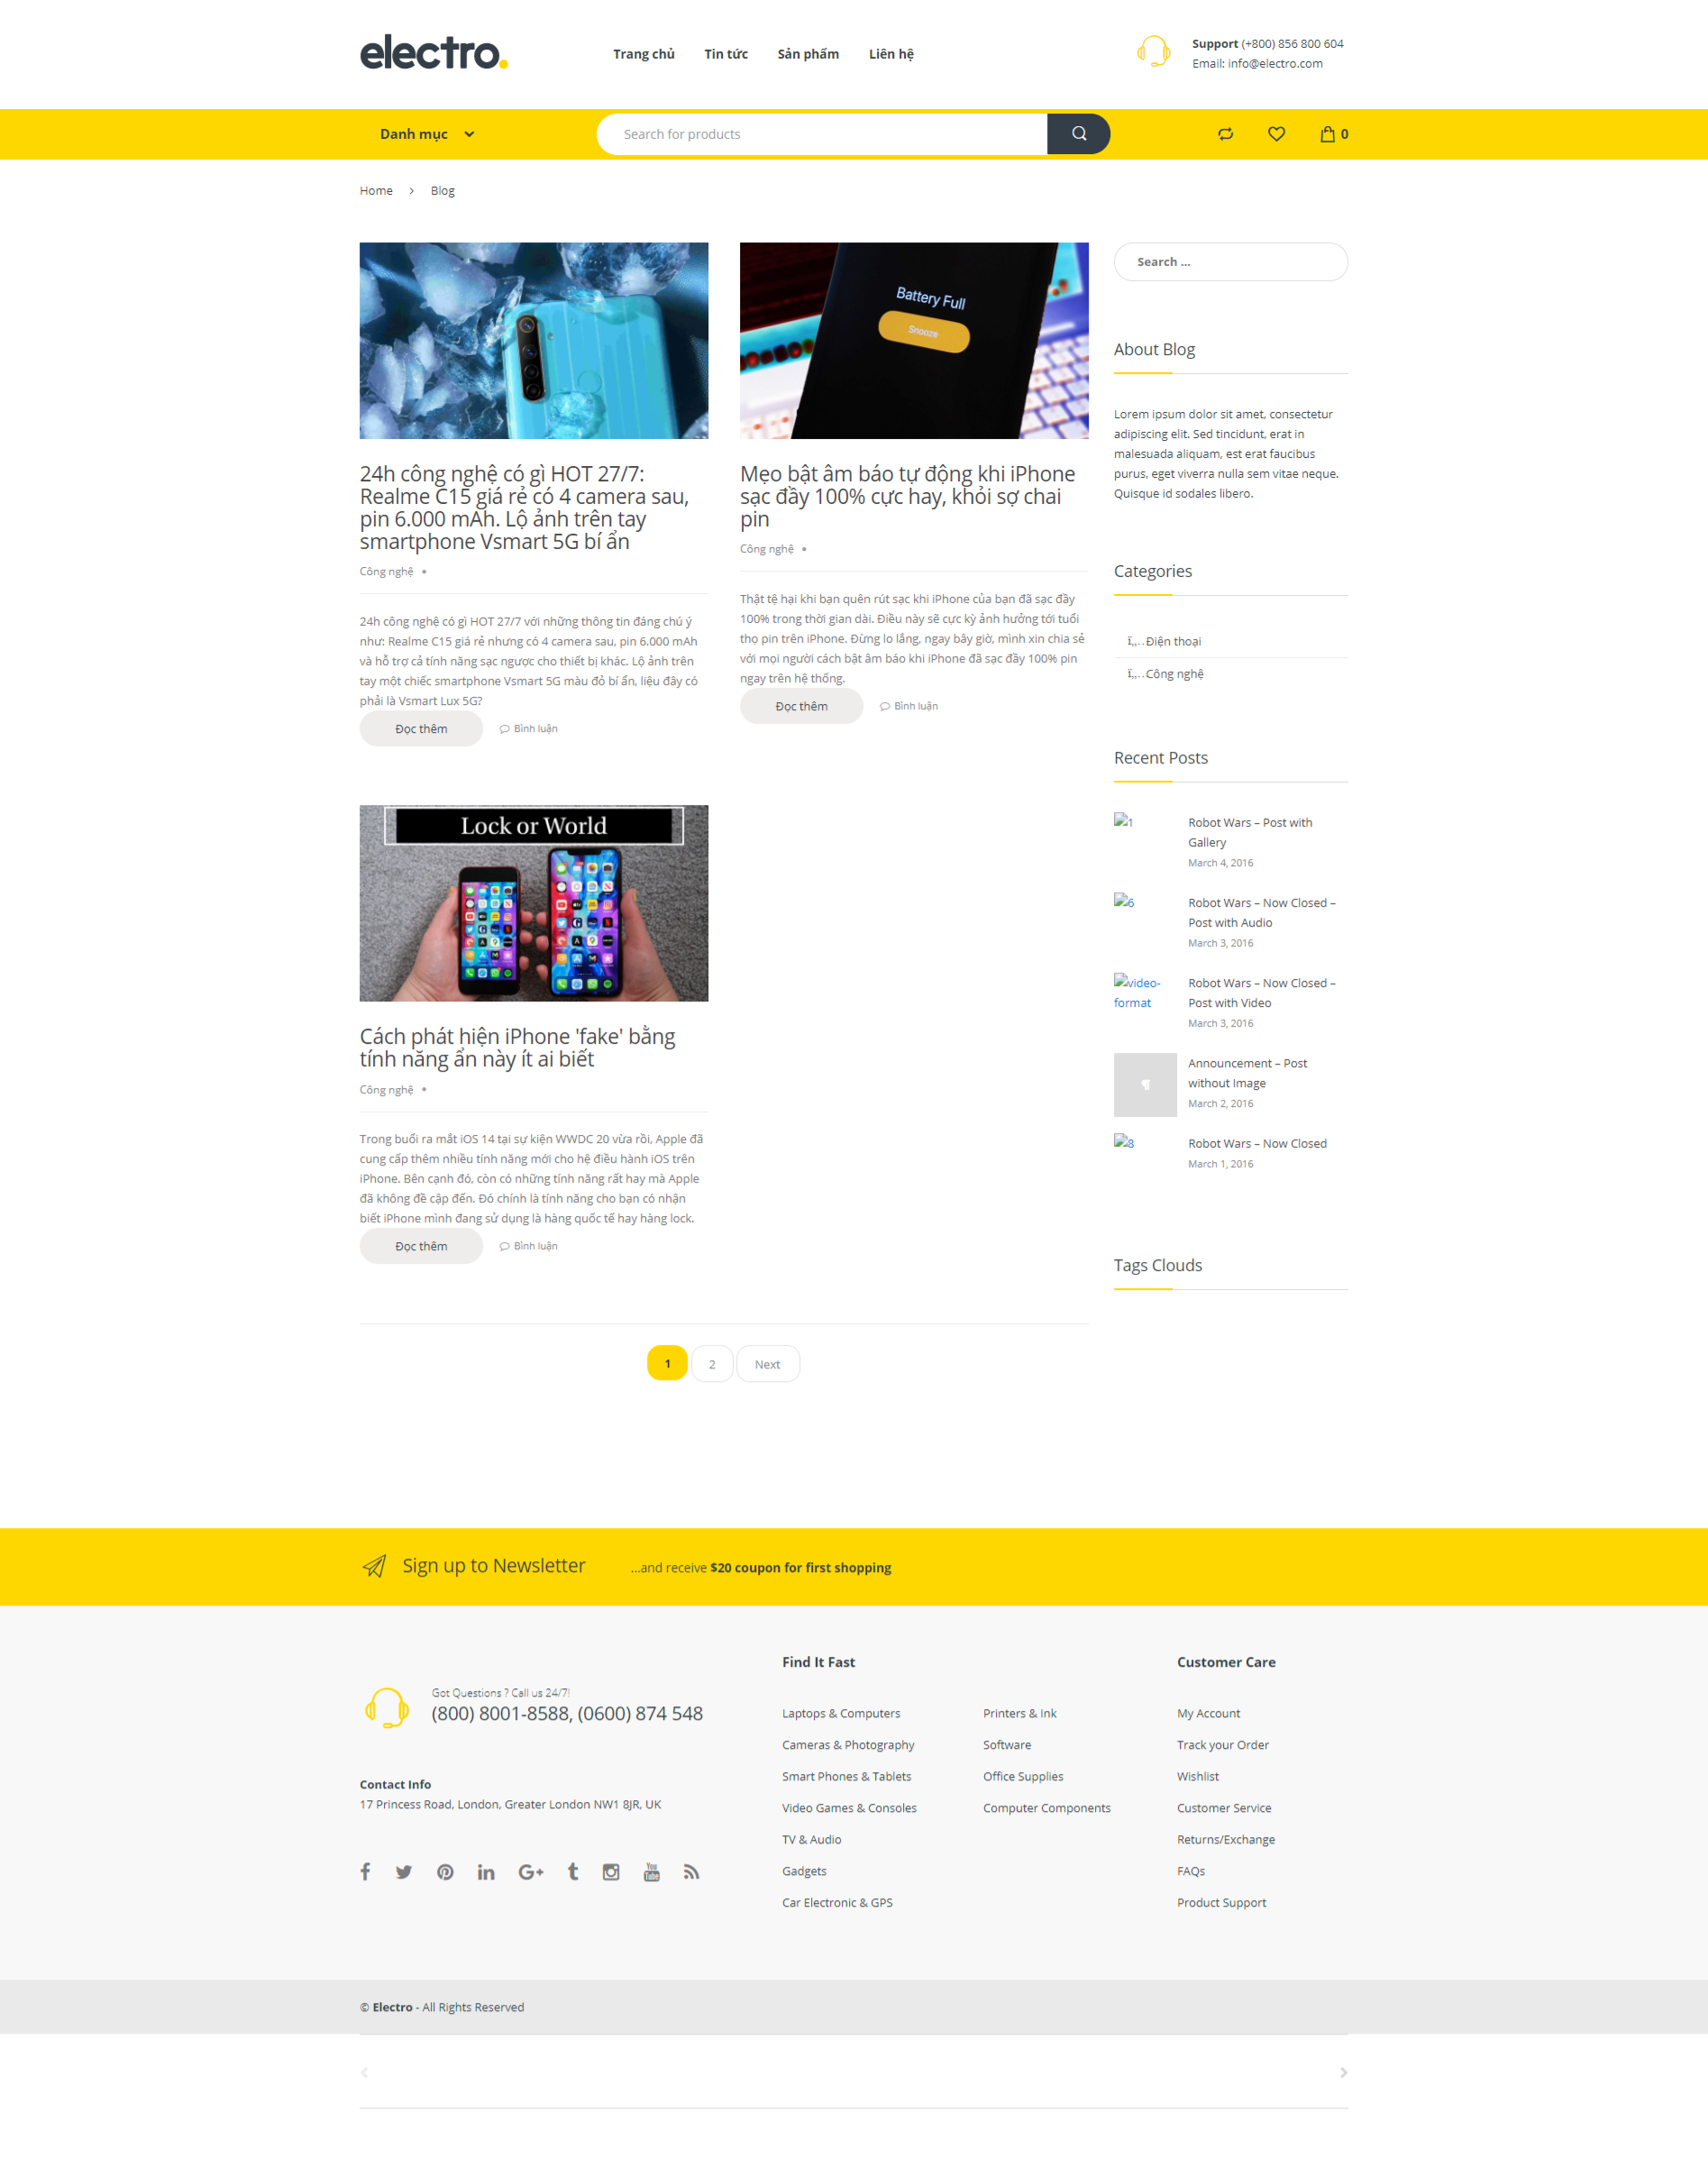 electro.
Trang chủ
Tin tức
Sản phẩm
Liên hệ
Support (+800) 856 800 604
Email: info@electro.com
Danh mục
Search for products
0
Home
Blog
Battery Full
Snooze
24h công nghệ có gì HOT 27/7:
Realme C15 giá rẻ có 4 camera sau,
pin 6.000 mAh. Lộ ảnh trên tay
smartphone Vsmart 5G bí ẩn
Công nghệ
24h công nghệ có gì HOT 27/7 với những thông tin đáng chú ý
như: Realme C15 giá rẻ nhưng có 4 camera sau, pin 6.000 mAh
và hỗ trợ cả tính năng sạc ngược cho thiết bị khác. Lộ ảnh trên
tay một chiếc smartphone Vsmart 5G màu đỏ bí ẩn, liệu đây có
phải là Vsmart Lux 5G?
Đọc thêm
Bình luận
Mẹo bật âm báo tự động khi iPhone
sạc đầy 100% cực hay, khỏi sợ chai
pin
Công nghệ
Thật tệ hại khi bạn quên rút sạc khi iPhone của bạn đã sạc đầy
100% trong thời gian dài. Điều này sẽ cực kỳ ảnh hưởng tới tuổi
thọ pin trên iPhone. Đừng lo lắng, ngay bây giờ, mình xin chia sẻ
với mọi người cách bật âm báo khi iPhone đã sạc đầy 100% pin
ngay trên hệ thống.
Đọc thêm
Bình luận
Lock or World
Cách phát hiện iPhone 'fake' bằng
tính năng ẩn này ít ai biết
Công nghệ
Trong buổi ra mắt iOS 14 tại sự kiện WWDC 20 vừa rồi, Apple đã
cung cấp thêm nhiều tính năng mới cho hệ điều hành iOS trên
iPhone. Bên cạnh đó, còn có những tính năng rất hay mà Apple
đã không đề cập đến. Đó chính là tính năng cho bạn có nhận
biết iPhone mình đang sử dụng là hàng quốc tế hay hàng lock.
Đọc thêm
Bình luận
1
2
Next
Search ...
About Blog
Lorem ipsum dolor sit amet, consectetur
adipiscing elit. Sed tincidunt, erat in
malesuada aliquam, est erat faucibus
purus, eget viverra nulla sem vitae neque.
Quisque id sodales libero.
Categories
ï„…Điện thoại
ï„…Công nghệ
Recent Posts
1
Robot Wars – Post with
Gallery
March 4, 2016
6
Robot Wars – Now Closed –
Post with Audio
March 3, 2016
video-
format
Robot Wars – Now Closed –
Post with Video
March 3, 2016
¶
Announcement – Post
without Image
March 2, 2016
8
Robot Wars – Now Closed
March 1, 2016
Tags Clouds
Sign up to Newsletter
...and receive $20 coupon for first shopping
Got Questions ? Call us 24/7!
(800) 8001-8588, (0600) 874 548
Contact Info
17 Princess Road, London, Greater London NW1 8JR, UK
Find It Fast
Laptops & Computers
Cameras & Photography
Smart Phones & Tablets
Video Games & Consoles
TV & Audio
Gadgets
Car Electronic & GPS
Printers & Ink
Software
Office Supplies
Computer Components
Customer Care
My Account
Track your Order
Wishlist
Customer Service
Returns/Exchange
FAQs
Product Support
© Electro - All Rights Reserved